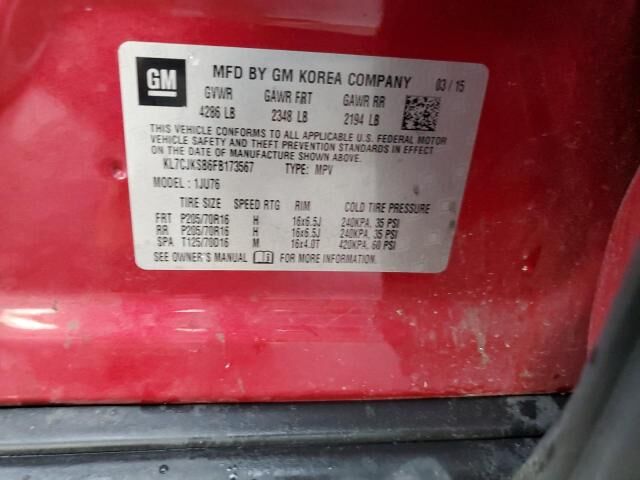 GM MFD BY GM KOREA COMPANY 03/15
GVWR GAWR FRT GAWR RR
4286 LB 2348 LB 2194 LB
THIS VEHICLE CONFORMS TO ALL APPLICABLE U.S. FEDERAL MOTOR
VEHICLE SAFETY AND THEFT PREVENTION STANDARDS IN EFFECT
ON THE DATE OF MANUFACTURE SHOWN ABOVE.
KL7CJKSB6FB173567 TYPE: MPV
MODEL: 1JU76
TIRE SIZE SPEED RTG RIM COLD TIRE PRESSURE
FRT P205/70R16 H 16x6.5J 240KPA, 35 PSI
RR P205/70R16 H 16x6.5J 240KPA, 35 PSI
SPA T125/70D16 M 16x4.0T 420KPA, 60 PSI
SEE OWNER'S MANUAL FOR MORE INFORMATION.